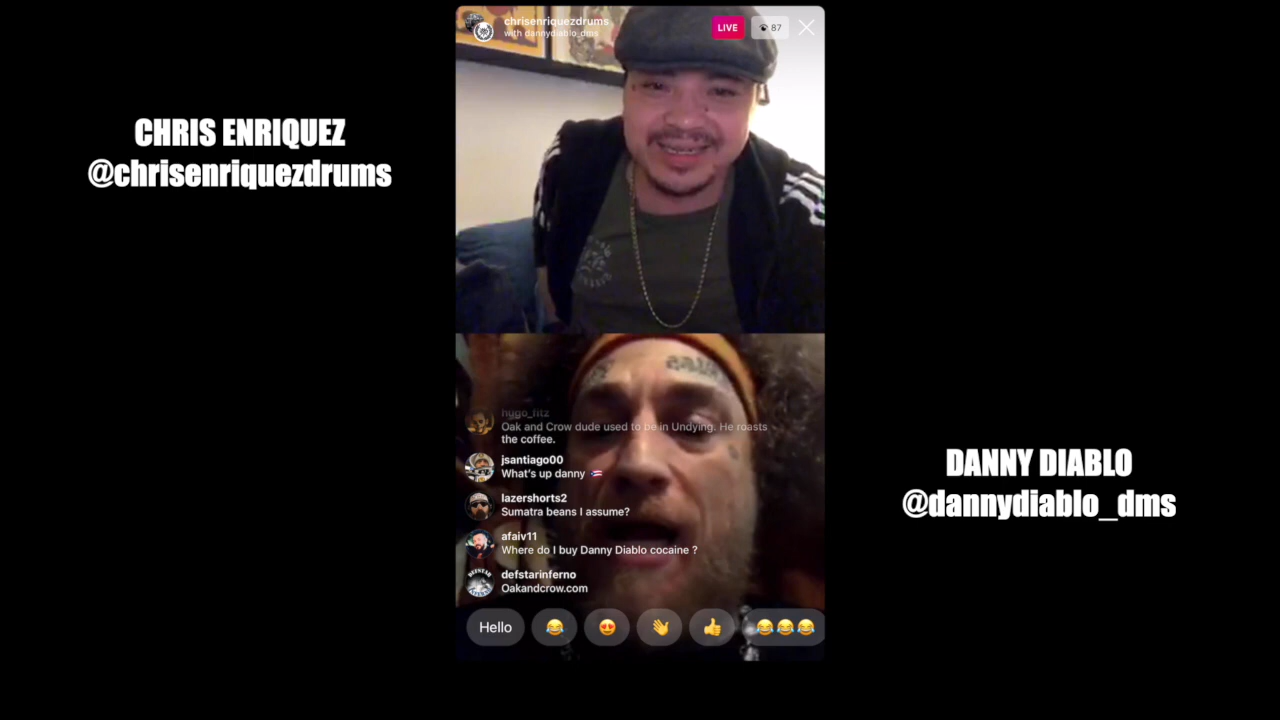 chrisenriquezdrums
with dannydiablo_dms
LIVE
87
CHRIS ENRIQUEZ
@chrisenriquezdrums
hugo_fitz
Oak and Crow dude used to be in Undying. He roasts
the coffee.
jsantiago00
What's up danny 🇵🇷
lazershorts2
Sumatra beans I assume?
afaiv11
Where do I buy Danny Diablo cocaine ?
defstarinferno
Oakandcrow.com
Hello
😂
😍
👋
👍
😂😂😂
DANNY DIABLO
@dannydiablo_dms